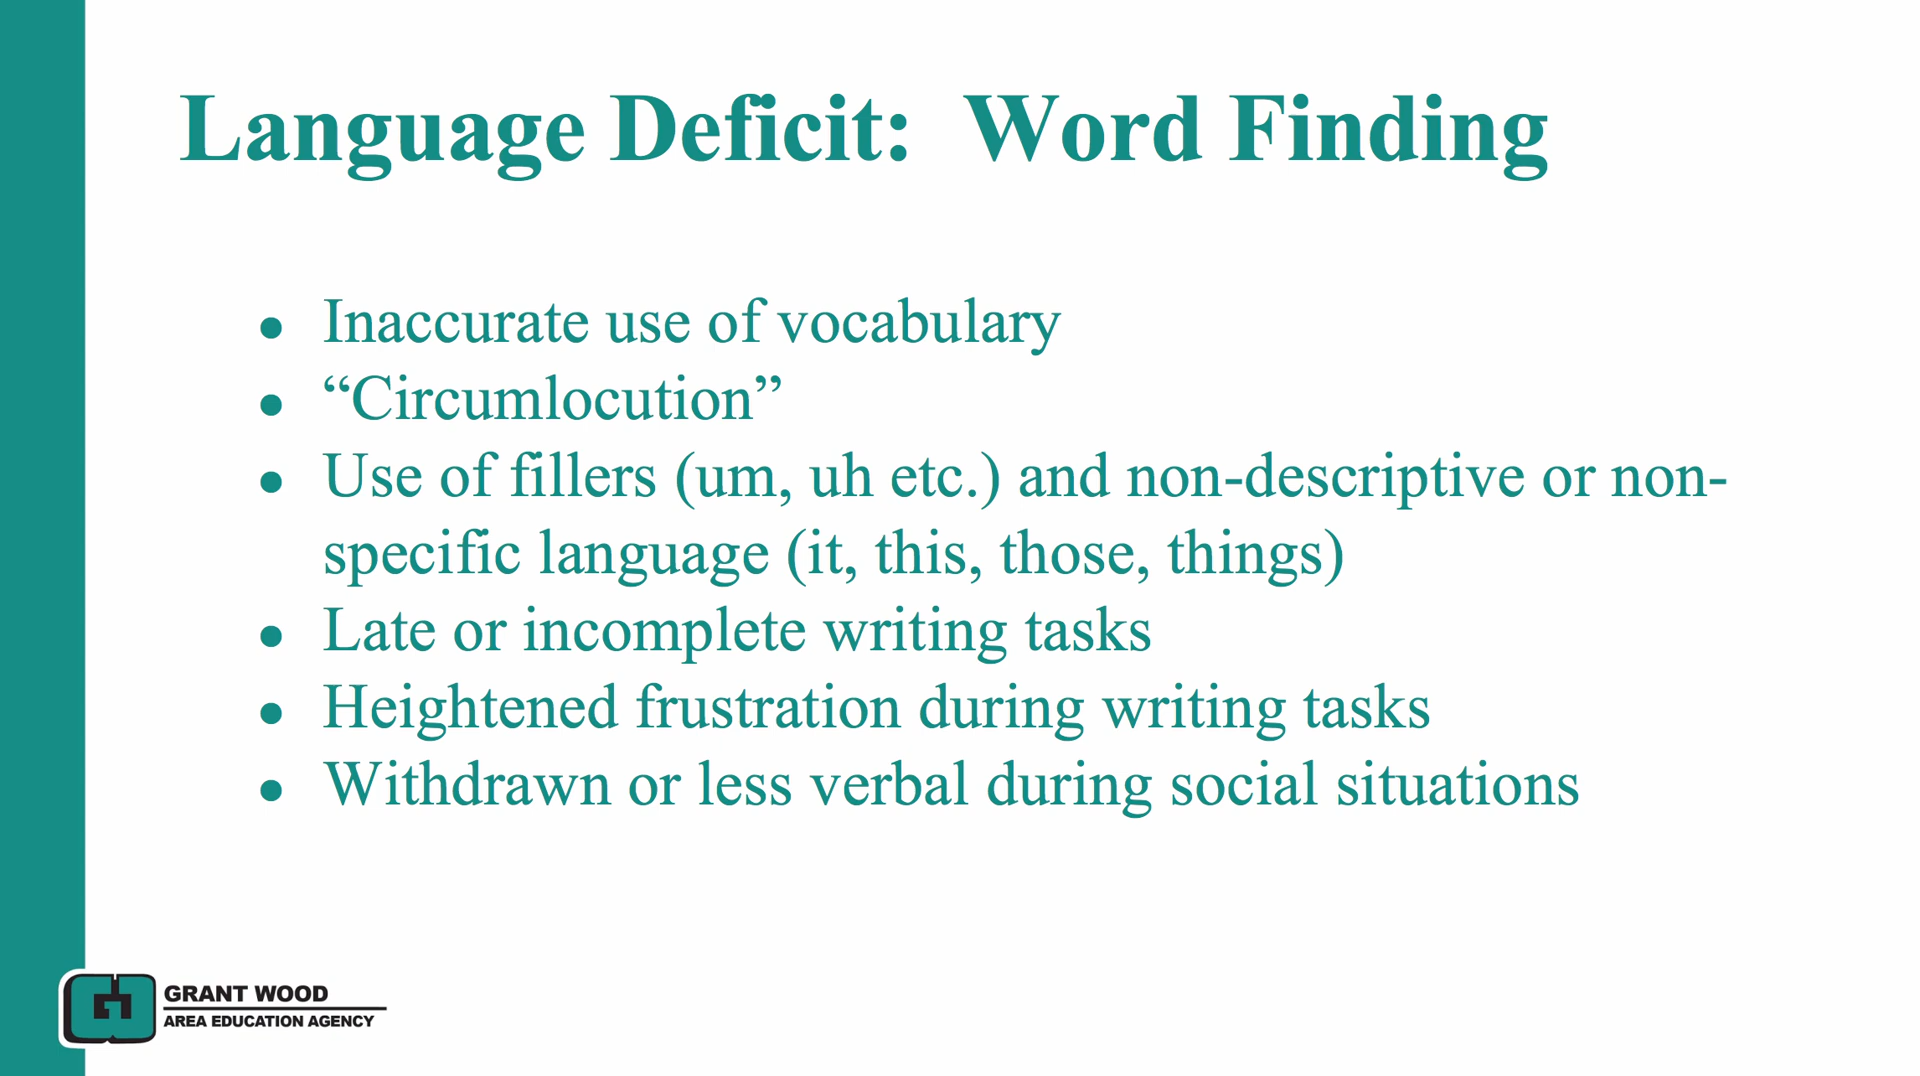 Language Deficit:  Word Finding
● Inaccurate use of vocabulary
● “Circumlocution”
● Use of fillers (um, uh etc.) and non-descriptive or non-
specific language (it, this, those, things)
● Late or incomplete writing tasks
● Heightened frustration during writing tasks
● Withdrawn or less verbal during social situations
GRANT WOOD
AREA EDUCATION AGENCY